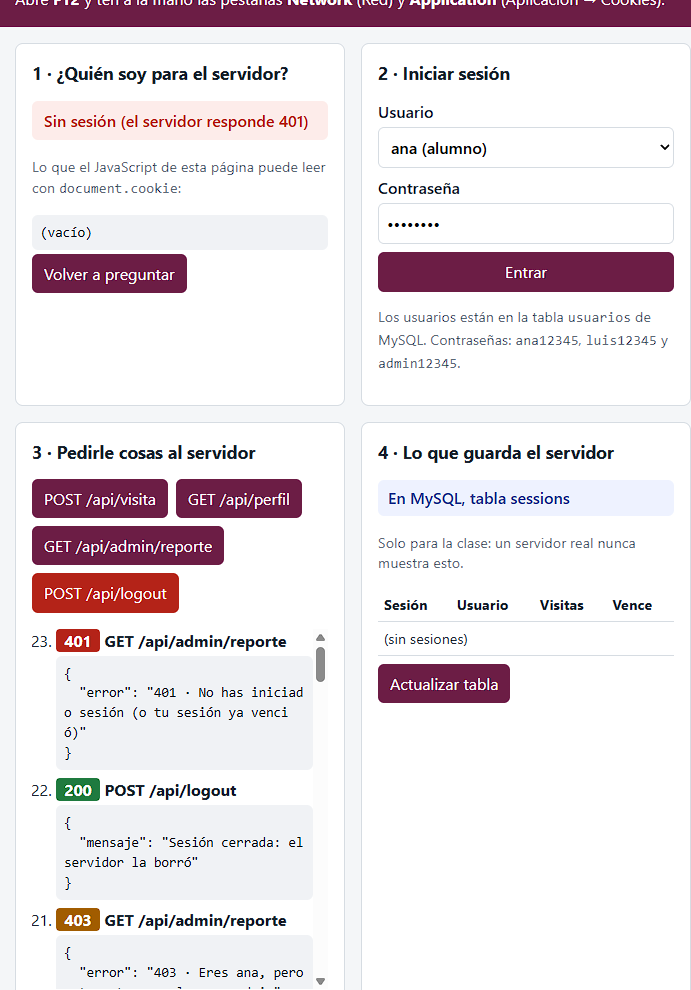 Abre F12 y ten a la mano las pestañas Network (Red) y Application (Aplicación → Cookies).
1 · ¿Quién soy para el servidor?
Sin sesión (el servidor responde 401)
Lo que el JavaScript de esta página puede leer
con document.cookie:
(vacío)
Volver a preguntar
2 · Iniciar sesión
Usuario
ana (alumno)
Contraseña
••••••••
Entrar
Los usuarios están en la tabla usuarios de
MySQL. Contraseñas: ana12345, luis12345 y
admin12345.
3 · Pedirle cosas al servidor
POST /api/visita
GET /api/perfil
GET /api/admin/reporte
POST /api/logout
23. 401 GET /api/admin/reporte
{
"error": "401 · No has iniciad
o sesión (o tu sesión ya venci
ó)"
}
22. 200 POST /api/logout
{
"mensaje": "Sesión cerrada: el
servidor la borró"
}
21. 403 GET /api/admin/reporte
{
"error": "403 · Eres ana, pero
4 · Lo que guarda el servidor
En MySQL, tabla sessions
Solo para la clase: un servidor real nunca
muestra esto.
Sesión Usuario Visitas Vence
(sin sesiones)
Actualizar tabla